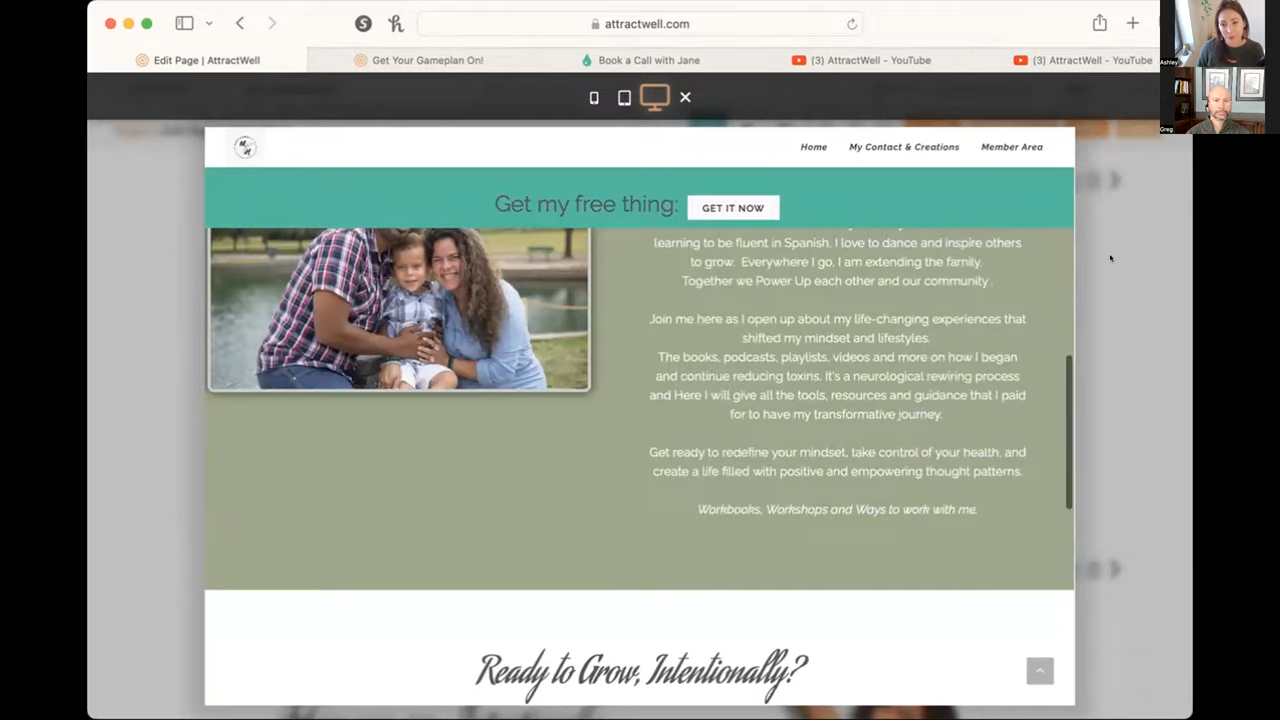 attractwell.com
Edit Page | AttractWell
Get Your Gameplan On!
Book a Call with Jane
(3) AttractWell - YouTube
(3) AttractWell - YouTube
Ashley
Greg
Home
My Contact & Creations
Member Area
Get my free thing:
GET IT NOW
learning to be fluent in Spanish, I love to dance and inspire others
to grow. Everywhere I go, I am extending the family.
Together we Power Up each other and our community .
Join me here as I open up about my life-changing experiences that
shifted my mindset and lifestyles.
The books, podcasts, playlists, videos and more on how I began
and continue reducing toxins, It's a neurological rewiring process
and Here I will give all the tools, resources and guidance that I paid
for to have my transformative journey.
Get ready to redefine your mindset, take control of your health, and
create a life filled with positive and empowering thought patterns.
Workbooks, Workshops and Ways to work with me.
Ready to Grow, Intentionally?